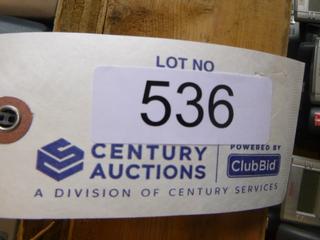 LOT NO
536
CENTURY
AUCTIONS
POWERED BY
ClubBid
A DIVISION OF CENTURY SERVICES